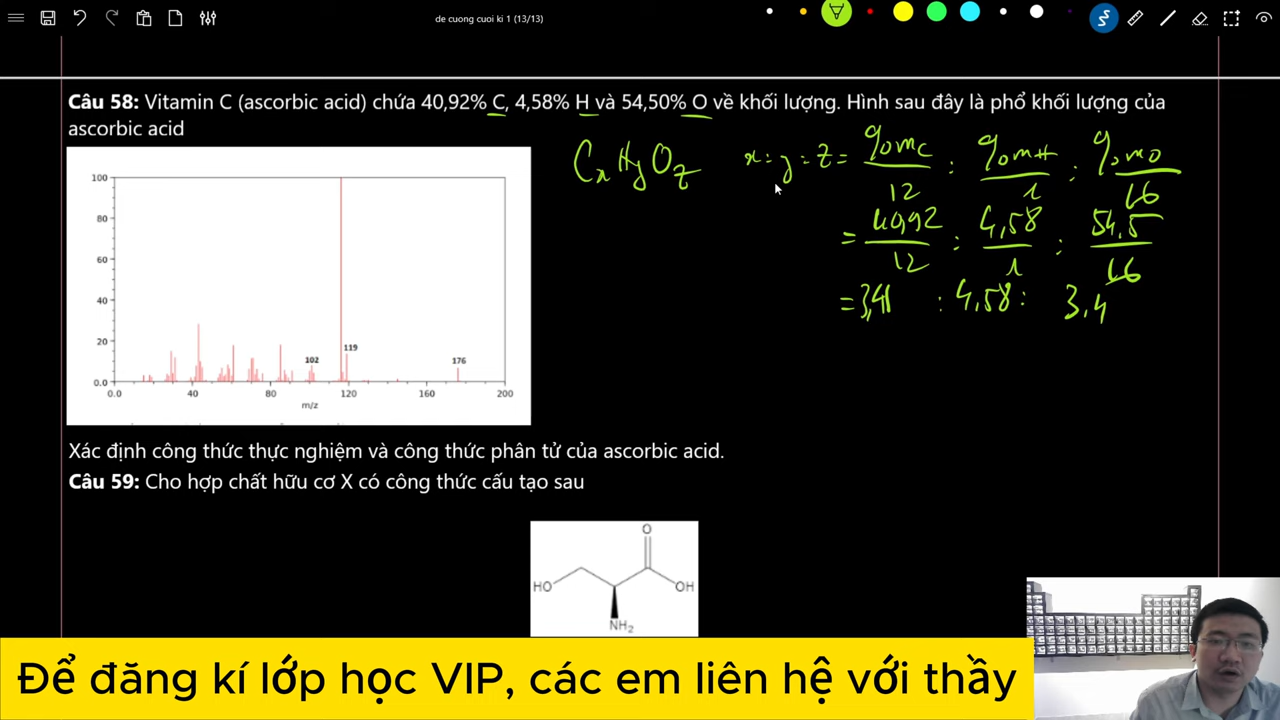 de cuong cuoi ki 1 (13/13)
Câu 58: Vitamin C (ascorbic acid) chứa 40,92% C, 4,58% H và 54,50% O về khối lượng. Hình sau đây là phổ khối lượng của
ascorbic acid
CxHyOz x:y:z= %mC/12 : %mH/1 : %mO/16
= 40,92/12 : 4,58/1 : 54,5/16
=3,41 : 4,58 : 3.4
100
80
60
40
20
0.0
102
119
176
0.0 40 80 120 160 200
m/z
Xác định công thức thực nghiệm và công thức phân tử của ascorbic acid.
Câu 59: Cho hợp chất hữu cơ X có công thức cấu tạo sau
O
HO OH
NH2
Để đăng kí lớp học VIP, các em liên hệ với thầy